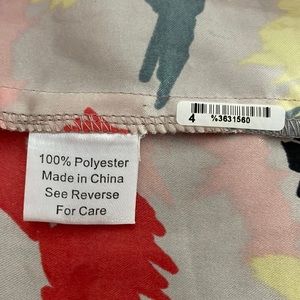 4 %3631560
100% Polyester
Made in China
See Reverse
For Care